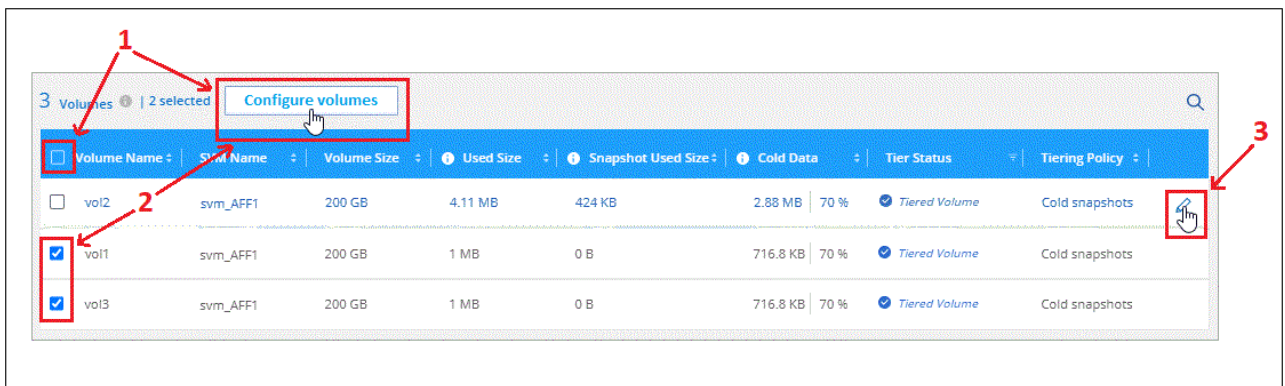 1
3 Volumes | 2 selected Configure volumes
3
Volume Name SVM Name Volume Size Used Size Snapshot Used Size Cold Data Tier Status Tiering Policy
2
vol2 svm_AFF1 200 GB 4.11 MB 424 KB 2.88 MB 70 % Tiered Volume Cold snapshots
vol1 svm_AFF1 200 GB 1 MB 0 B 716.8 KB 70 % Tiered Volume Cold snapshots
vol3 svm_AFF1 200 GB 1 MB 0 B 716.8 KB 70 % Tiered Volume Cold snapshots